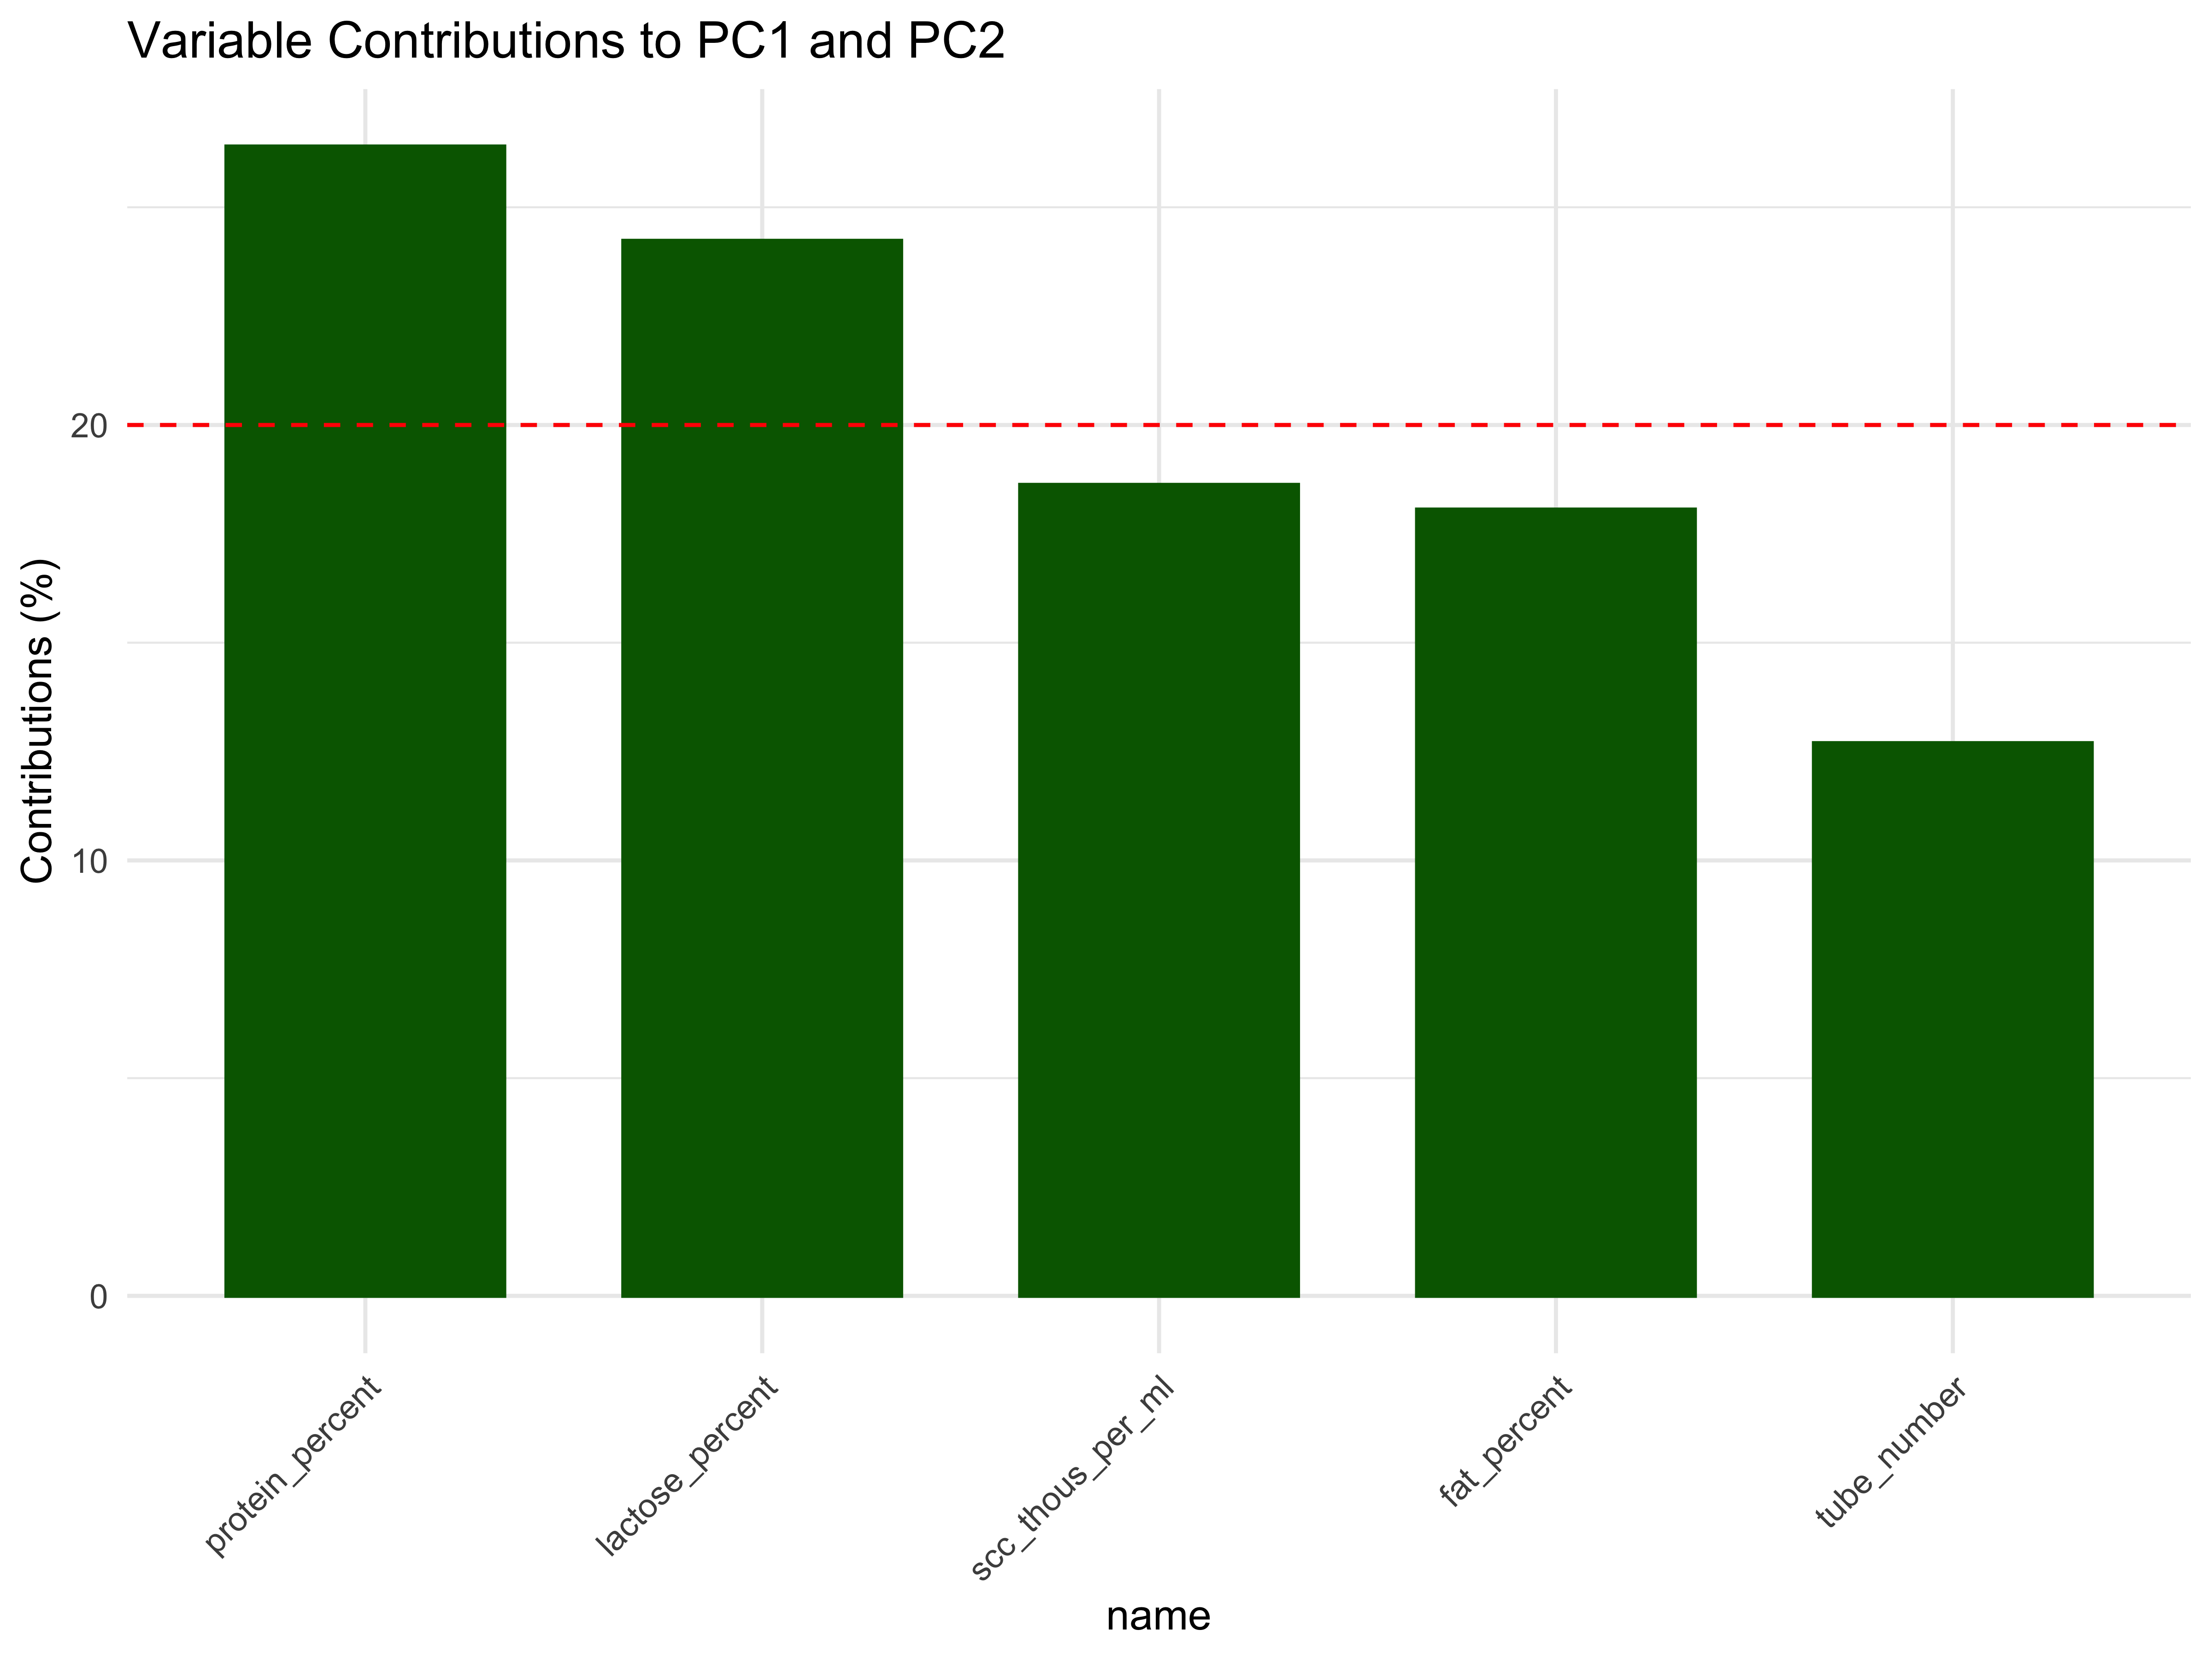 Variable Contributions to PC1 and PC2
Contributions (%)
20
10
0
protein_percent
lactose_percent
scc_thous_per_ml
fat_percent
tube_number
name